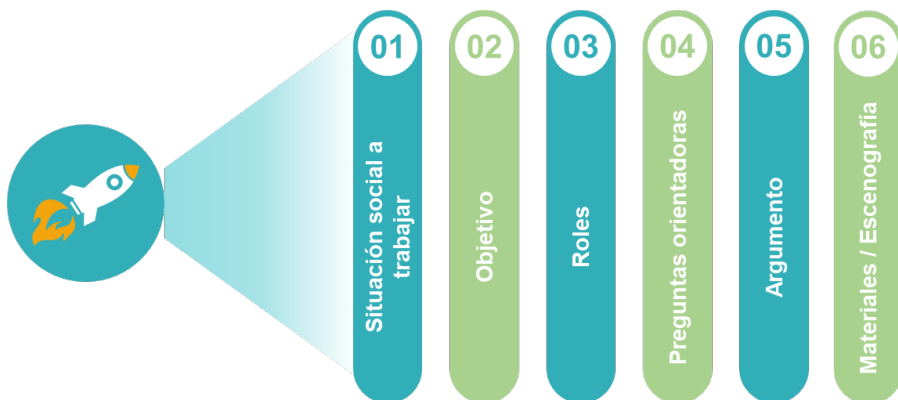 01
Situación social a
trabajar
02
Objetivo
03
Roles
04
Preguntas orientadoras
05
Argumento
06
Materiales / Escenografía